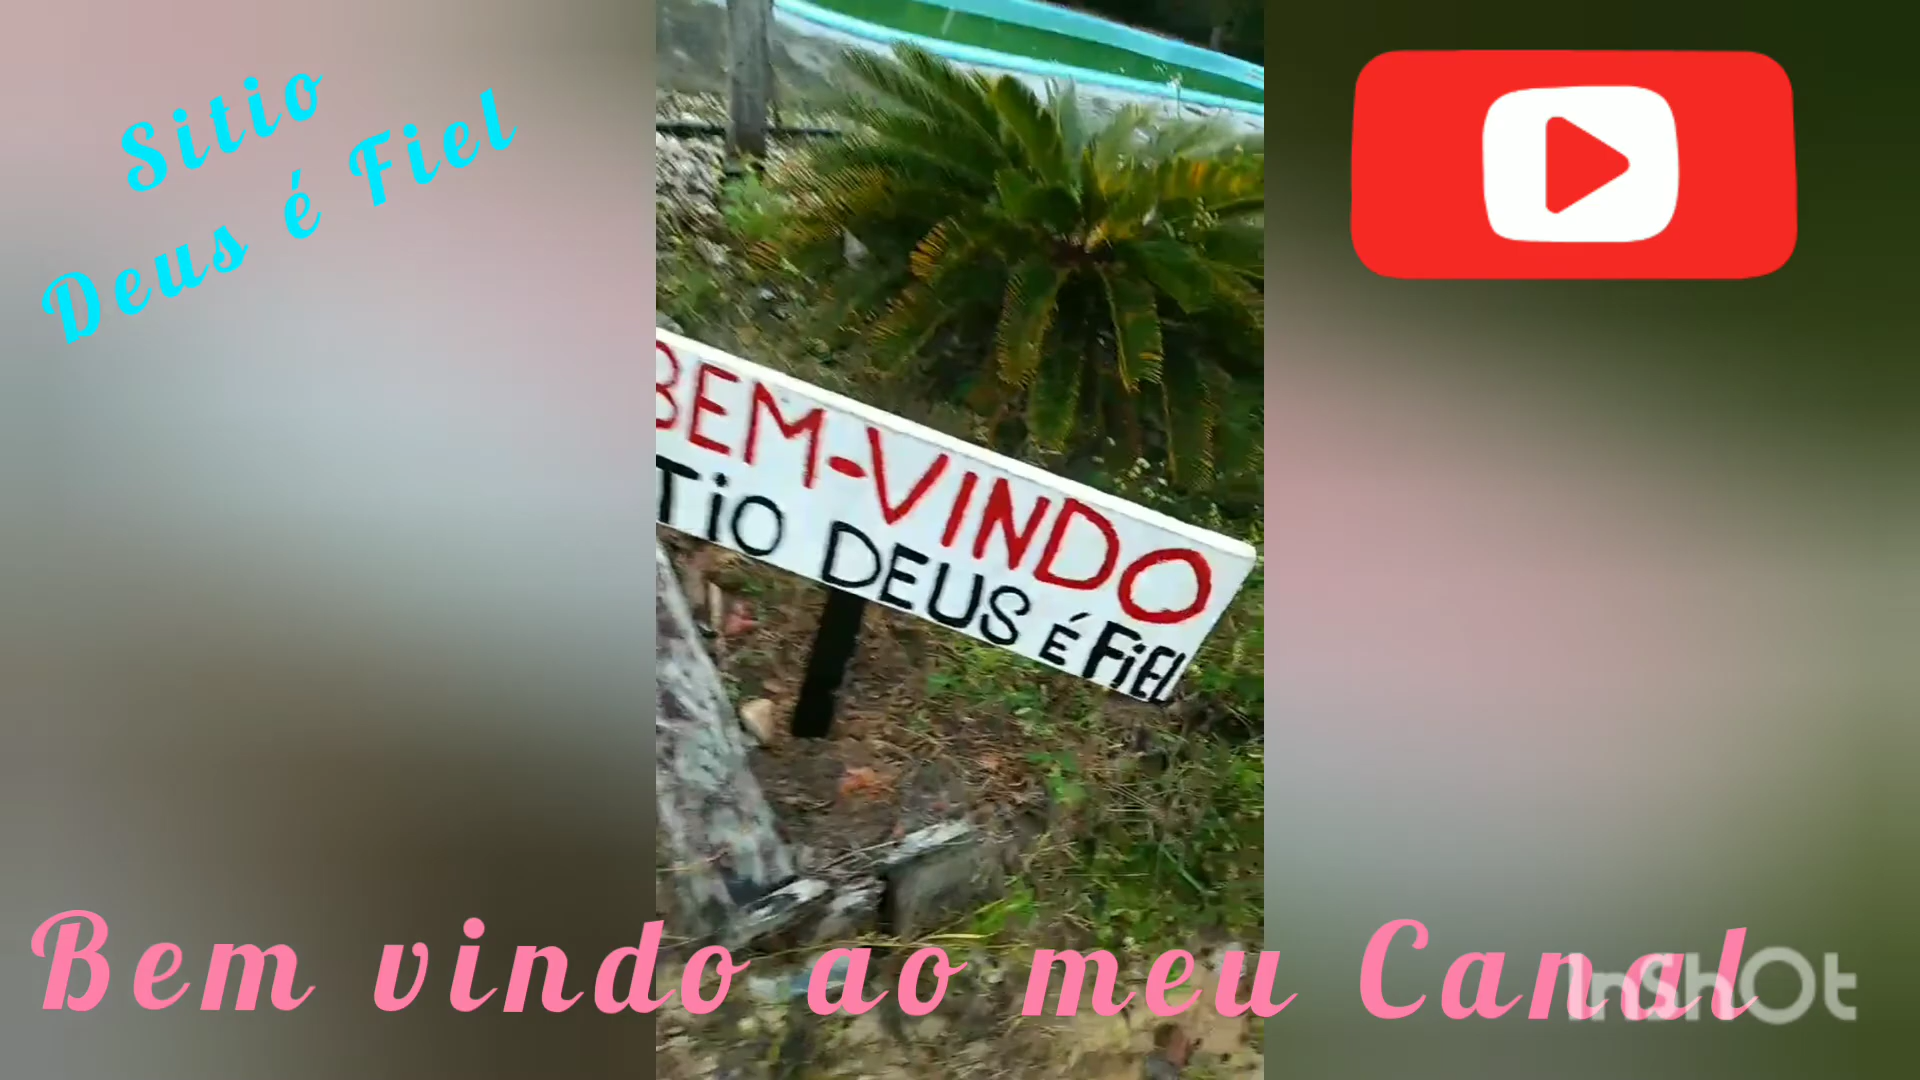 Sitio
Deus é Fiel
BEM-VINDO
TiO DEUS É FiEL
Bem vindo ao meu Canal
InShOt